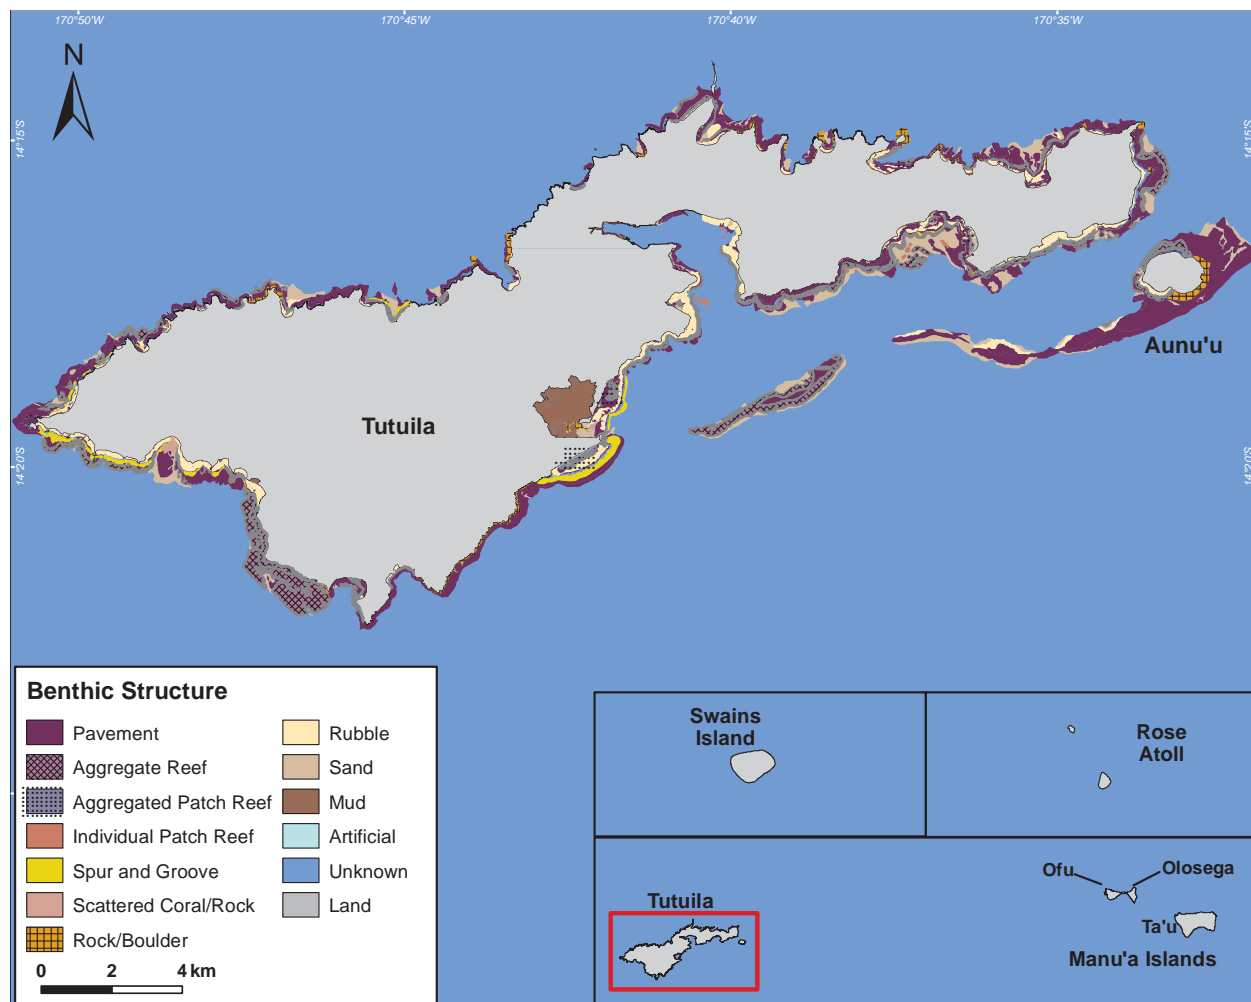 170°50'W 170°45'W 170°40'W 170°35'W
N
14°15'S 14°15'S
Aunu'u
Tutuila
14°20'S 14°20'S
Benthic Structure
Pavement
Aggregate Reef
Aggregated Patch Reef
Individual Patch Reef
Spur and Groove
Scattered Coral/Rock
Rock/Boulder
Rubble
Sand
Mud
Artificial
Unknown
Land
0 2 4 km
Swains
Island
Rose
Atoll
Tutuila
Ofu
Olosega
Ta'u
Manu'a Islands